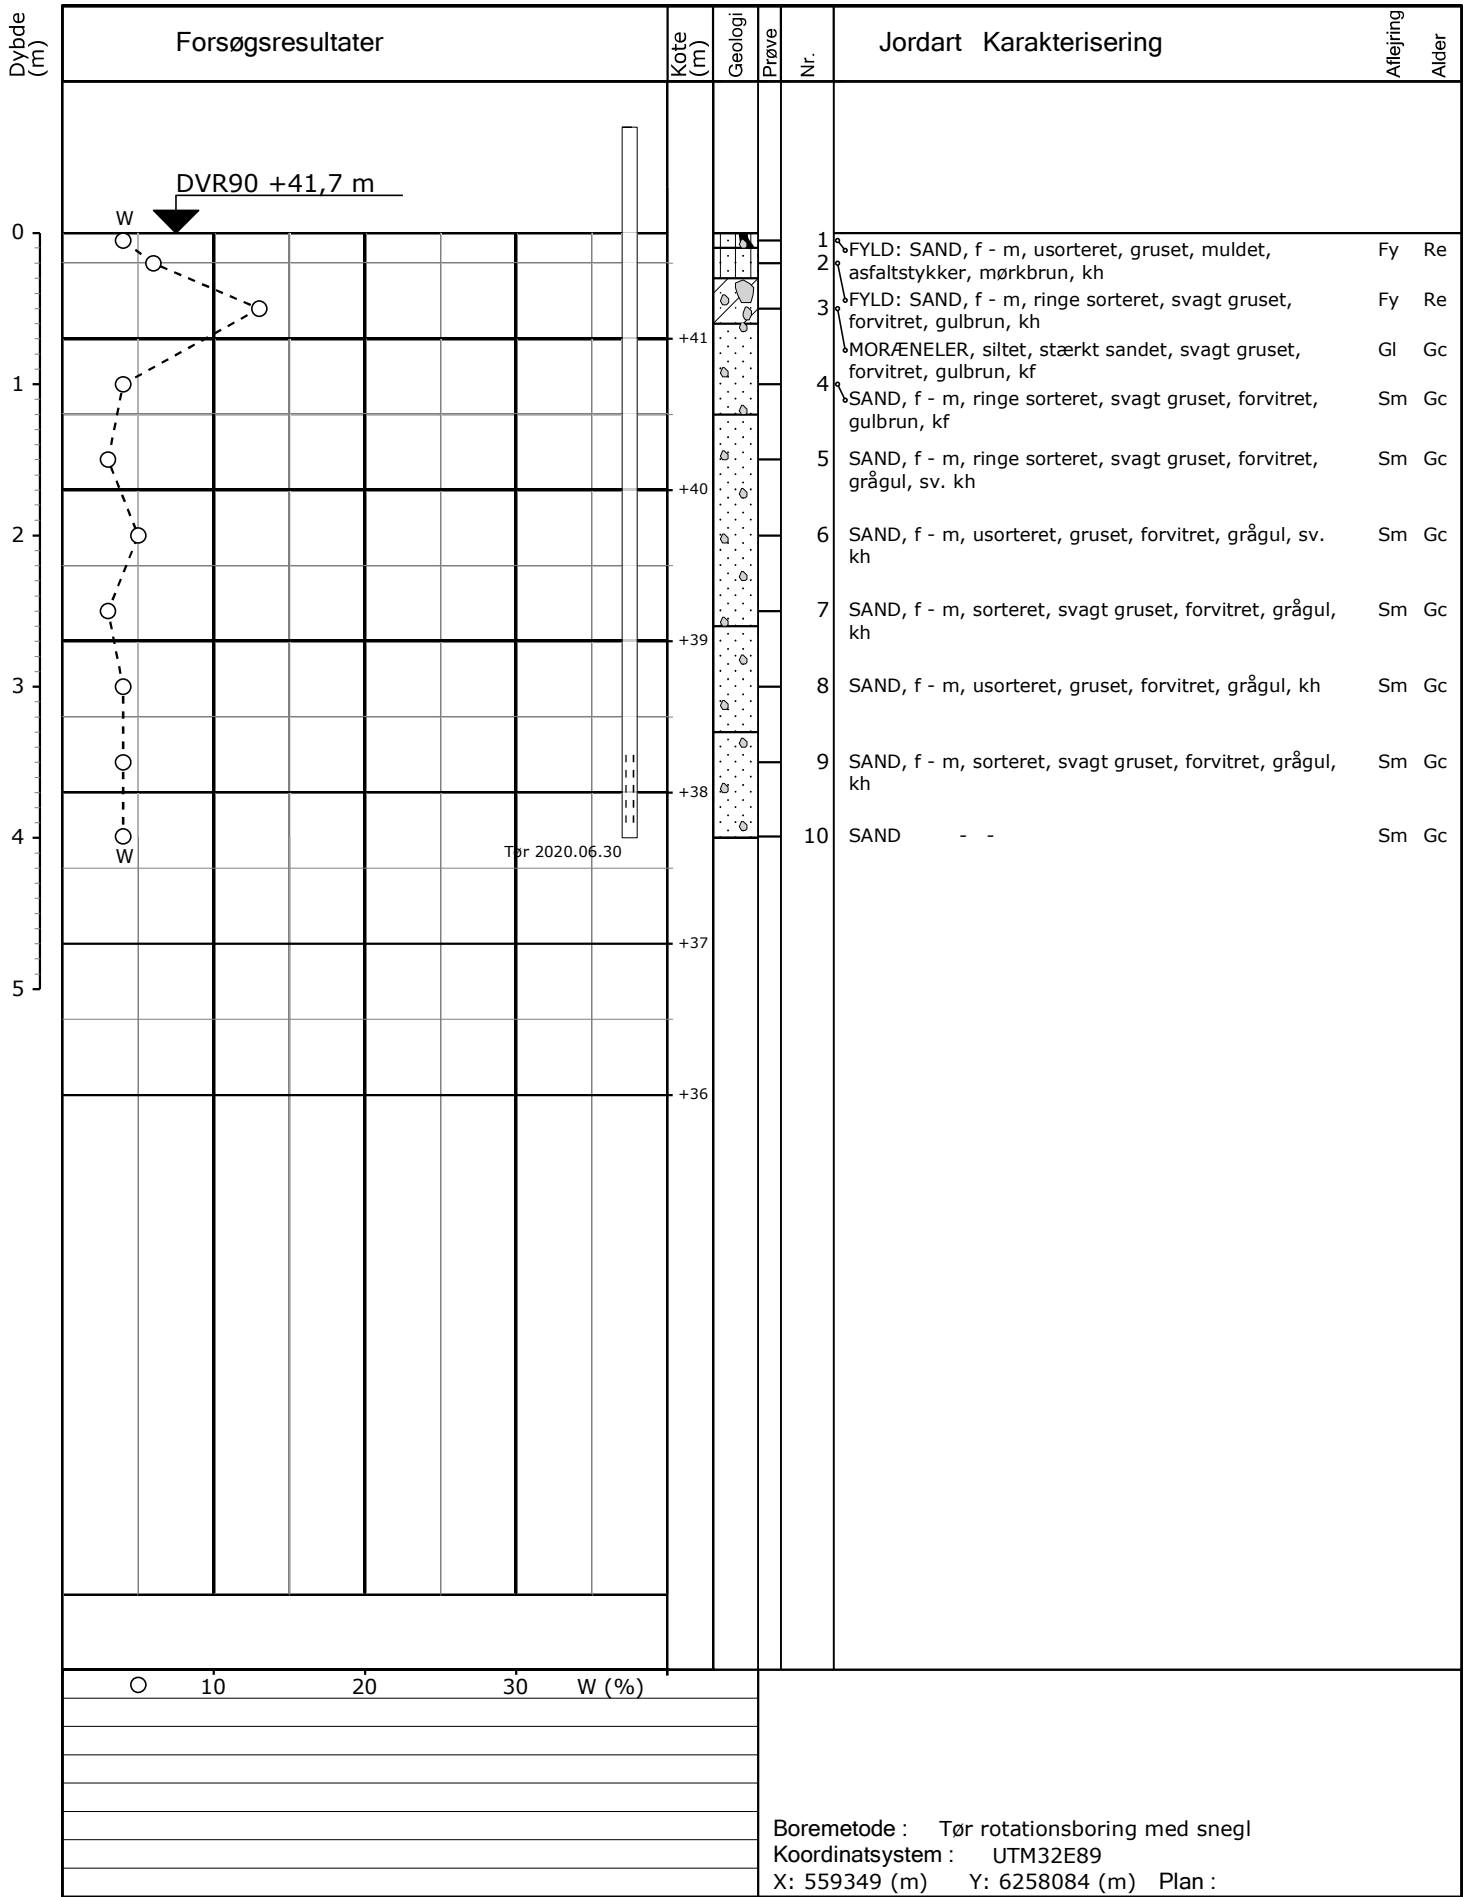 Dybde (m)
Forsøgsresultater
Kote (m)
Geologi
Prøve
Nr.
Jordart Karakterisering
Aflejring
Alder
DVR90 +41,7 m
W
0
1
2
3
4
5
+41
+40
+39
+38
+37
+36
W
Tør 2020.06.30
1 FYLD: SAND, f - m, usorteret, gruset, muldet, Fy Re
asfaltstykker, mørkbrun, kh
2 FYLD: SAND, f - m, ringe sorteret, svagt gruset, Fy Re
forvitret, gulbrun, kh
3 MORÆNELER, siltet, stærkt sandet, svagt gruset, Gl Gc
forvitret, gulbrun, kf
4 SAND, f - m, ringe sorteret, svagt gruset, forvitret, Sm Gc
gulbrun, kf
5 SAND, f - m, ringe sorteret, svagt gruset, forvitret, Sm Gc
grågul, sv. kh
6 SAND, f - m, usorteret, gruset, forvitret, grågul, sv. Sm Gc
kh
7 SAND, f - m, sorteret, svagt gruset, forvitret, grågul, Sm Gc
kh
8 SAND, f - m, usorteret, gruset, forvitret, grågul, kh Sm Gc
9 SAND, f - m, sorteret, svagt gruset, forvitret, grågul, Sm Gc
kh
10 SAND - - Sm Gc
10 20 30 W (%)
Boremetode : Tør rotationsboring med snegl
Koordinatsystem : UTM32E89
X: 559349 (m) Y: 6258084 (m) Plan :